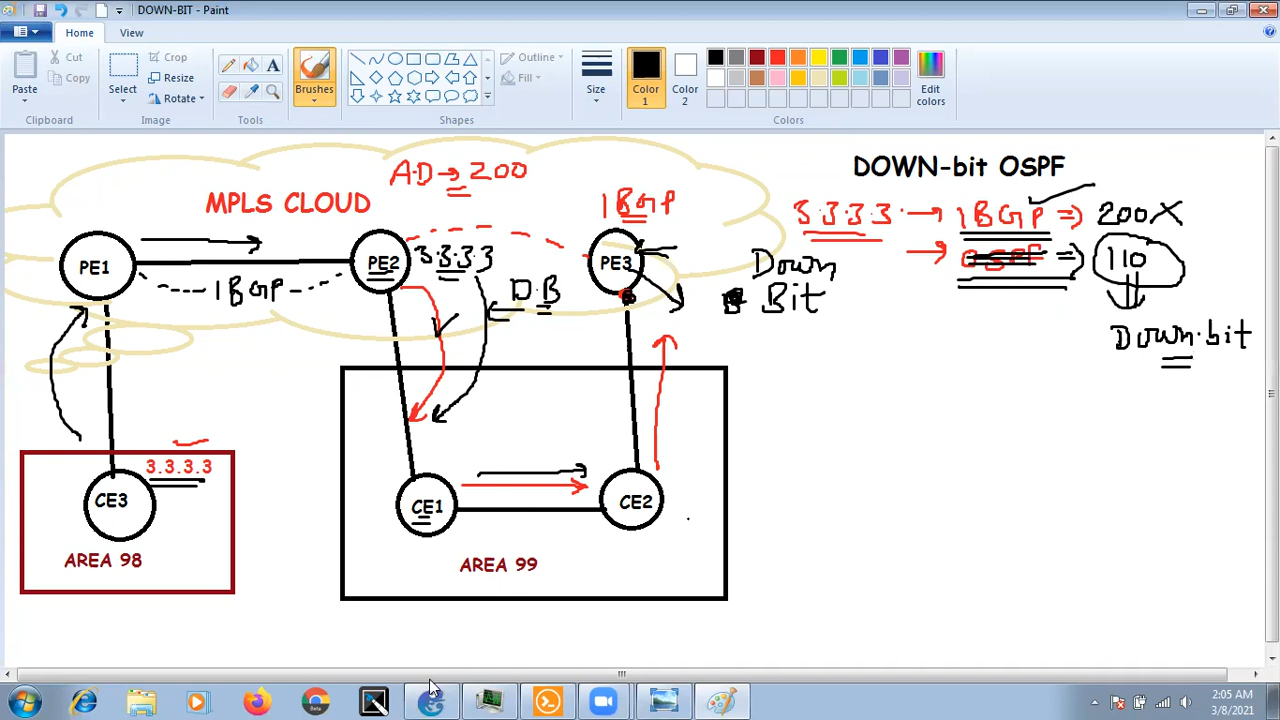 DOWN-BIT - Paint
Home
View
Paste
Cut
Copy
Clipboard
Select
Crop
Resize
Rotate
Image
Tools
Brushes
Shapes
Outline
Fill
Size
Color 1
Color 2
Edit colors
Colors
DOWN-bit OSPF
A.D → 200
MPLS CLOUD
IBGP
3.3.3.3 → IBGP ⇒ 200X
→ OSPF ⇒ 110
Down.bit
PE1
PE2
3.3.3.3
PE3
Down
Bit
IBGP
D.B
3.3.3.3
CE3
AREA 98
CE1
CE2
AREA 99
Beta
2:05 AM
3/8/2021